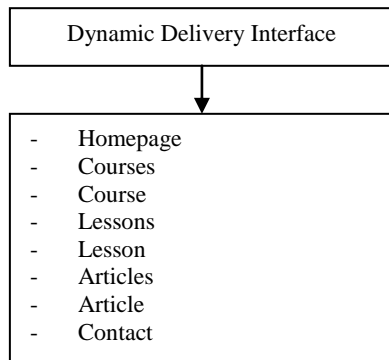 Dynamic Delivery Interface
- Homepage
- Courses
- Course
- Lessons
- Lesson
- Articles
- Article
- Contact